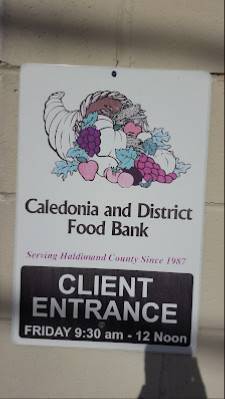 Caledonia and District
Food Bank
Serving Haldimand County Since 1987
CLIENT
ENTRANCE
FRIDAY 9:30 am - 12 Noon